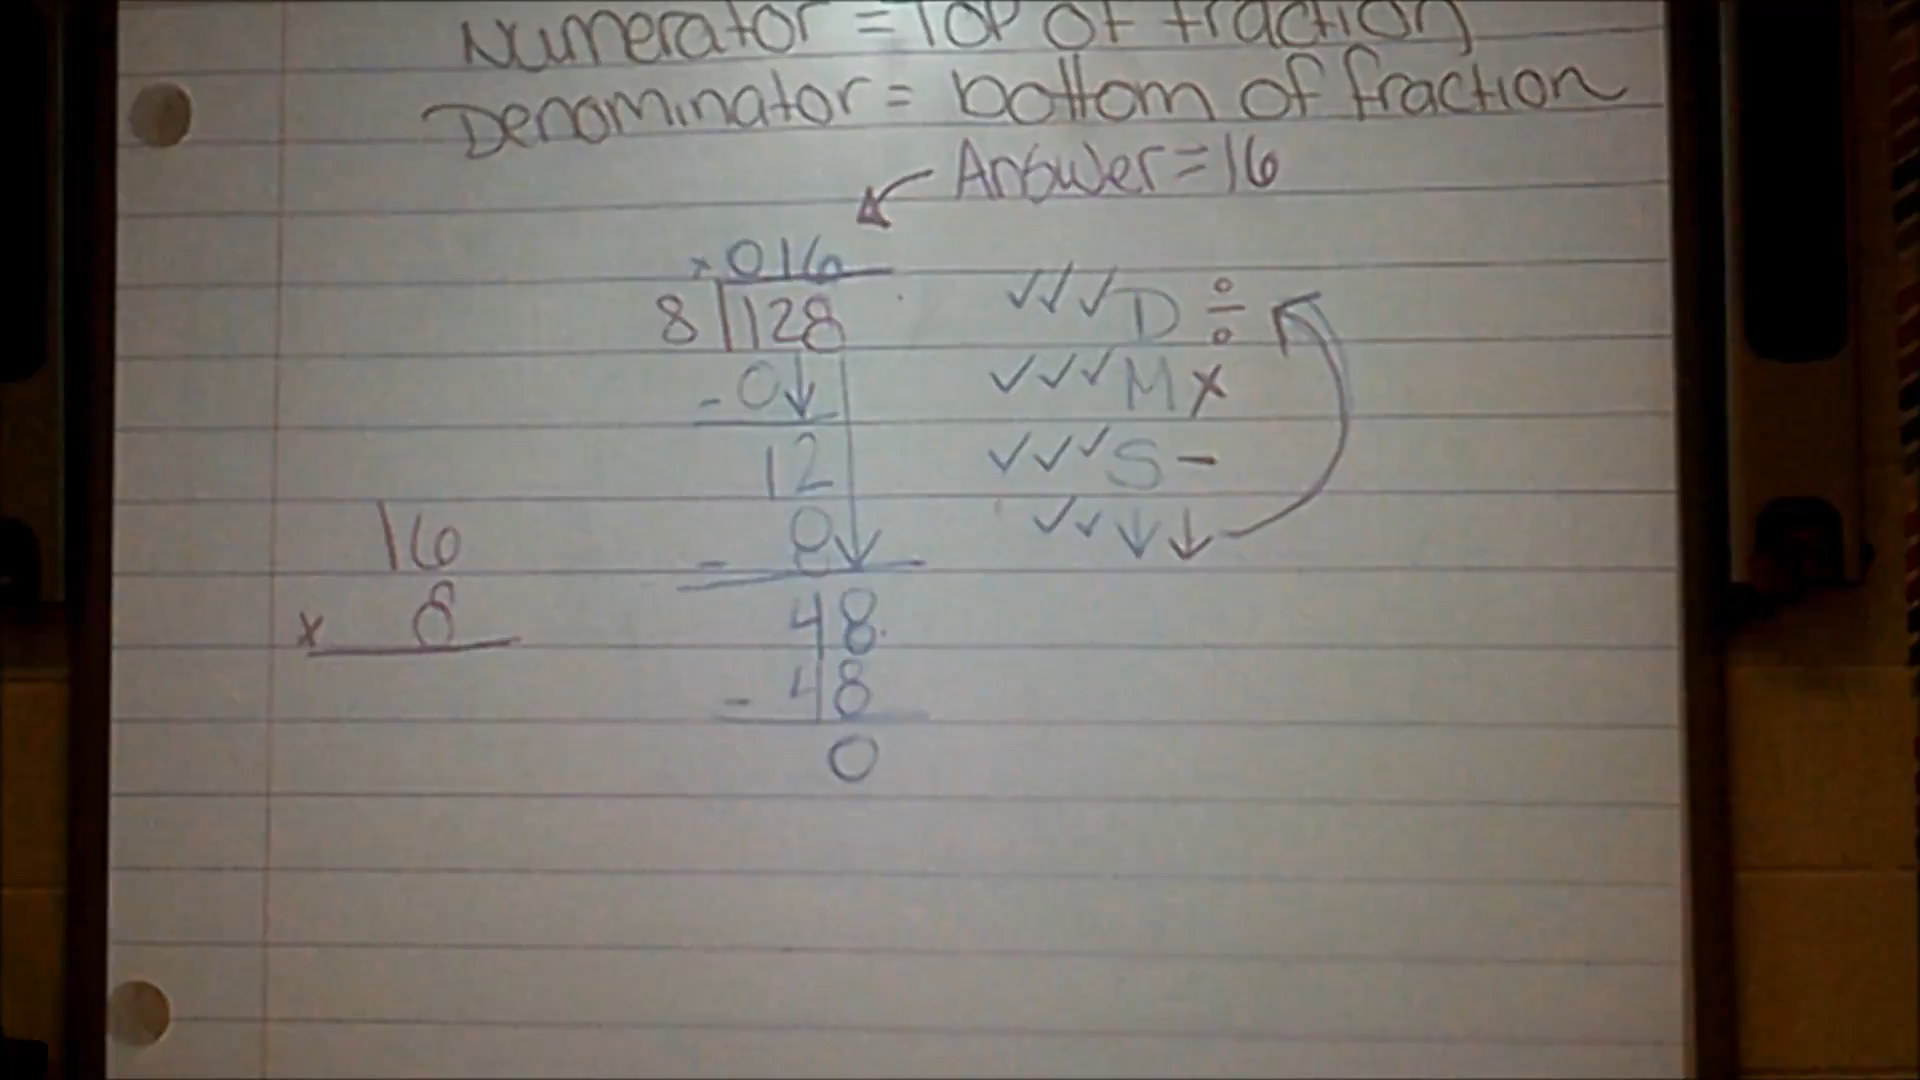 Numerator = Top of fraction
Denominator = bottom of fraction
Answer = 16
× 016
8 128
- 0↓
12
- 8↓
48
- 48
0
✓✓✓ D ÷
✓✓✓ M ×
✓✓✓ S -
✓✓ ↓ ↓
16
× 8